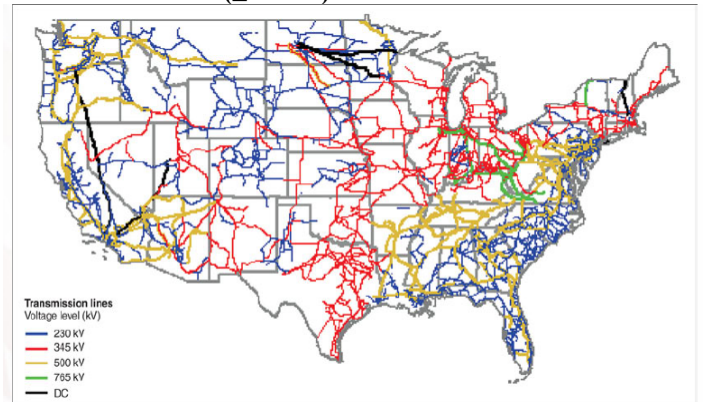 Transmission lines
Voltage level (kV)
230 kV
345 kV
500 kV
765 kV
DC